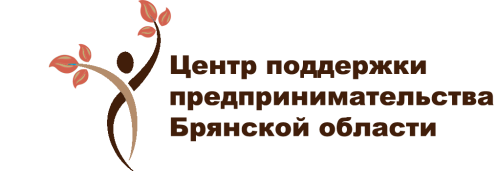 Центр поддержки
предпринимательства
Брянской области